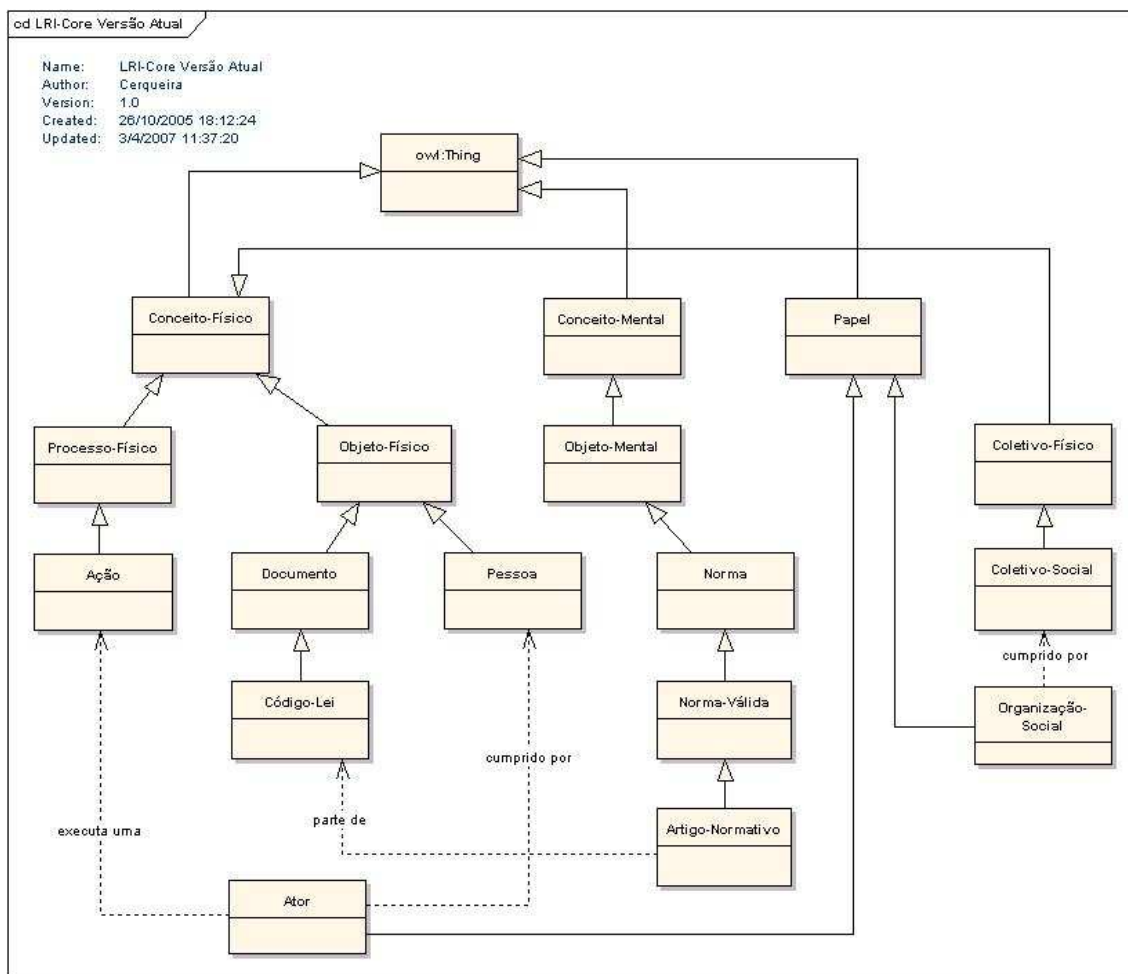 cd LRI-Core Versão Atual
Name: LRI-Core Versão Atual
Author: Cerqueira
Version: 1.0
Created: 26/10/2005 18:12:24
Updated: 3/4/2007 11:37:20
owl:Thing
Conceito-Físico
Conceito-Mental
Papel
Processo-Físico
Objeto-Físico
Objeto-Mental
Coletivo-Físico
Ação
Documento
Pessoa
Norma
Coletivo-Social
cumprido por
Código-Lei
Norma-Válida
Organização-
Social
cumprido por
executa uma
parte de
Artigo-Normativo
Ator